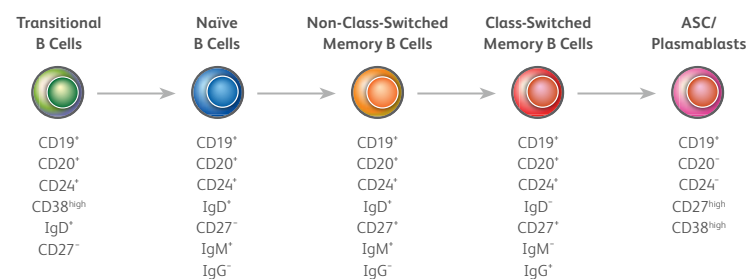 Transitional
B Cells
CD19⁺
CD20⁺
CD24⁺
CD38ʰⁱᵍʰ
IgD⁺
CD27⁻
Naïve
B Cells
CD19⁺
CD20⁺
CD24⁺
IgD⁺
CD27⁻
IgM⁺
IgG⁻
Non-Class-Switched
Memory B Cells
CD19⁺
CD20⁺
CD24⁺
IgD⁺
CD27⁺
IgM⁺
IgG⁻
Class-Switched
Memory B Cells
CD19⁺
CD20⁺
CD24⁺
IgD⁻
CD27⁺
IgM⁻
IgG⁺
ASC/
Plasmablasts
CD19⁺
CD20⁻
CD24⁻
CD27ʰⁱᵍʰ
CD38ʰⁱᵍʰ